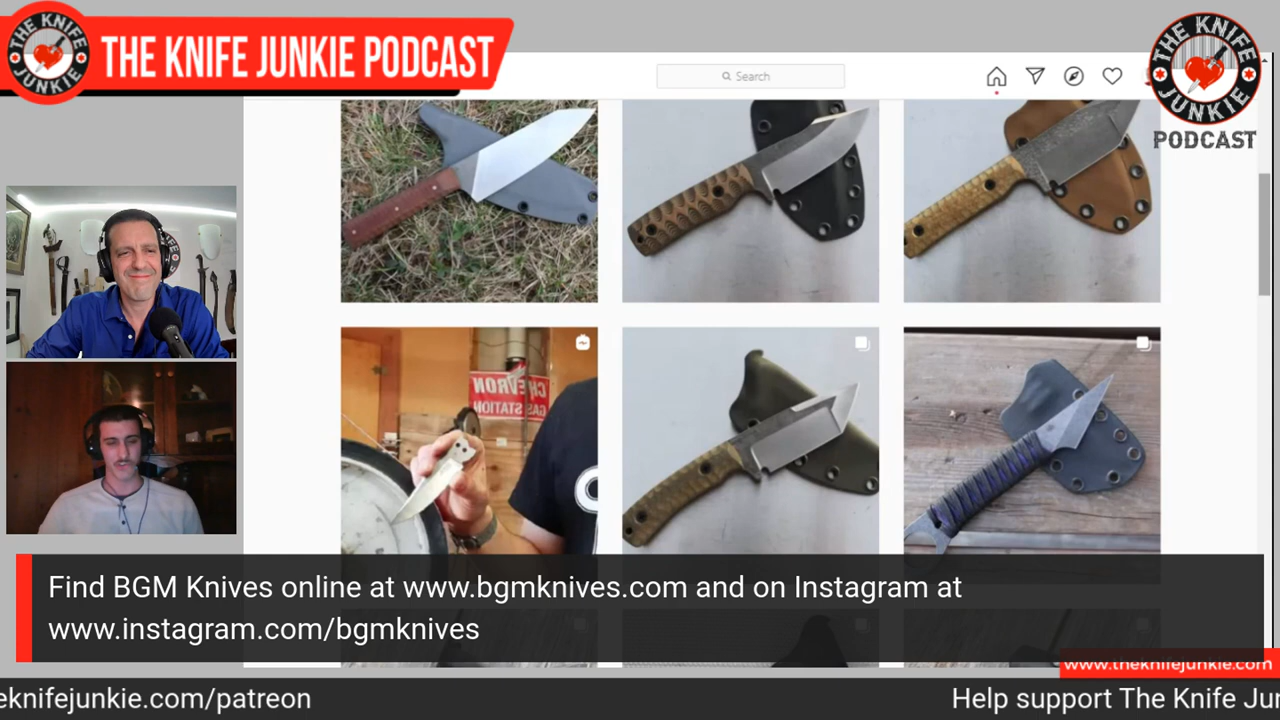 THE KNIFE
JUNKIE
THE KNIFE JUNKIE PODCAST
Search
THE KNIFE
JUNKIE
PODCAST
KNIFE
CHEVRON
GAS STATION
Find BGM Knives online at www.bgmknives.com and on Instagram at
www.instagram.com/bgmknives
www.theknifejunkie.com
eknifejunkie.com/patreon
Help support The Knife Jun